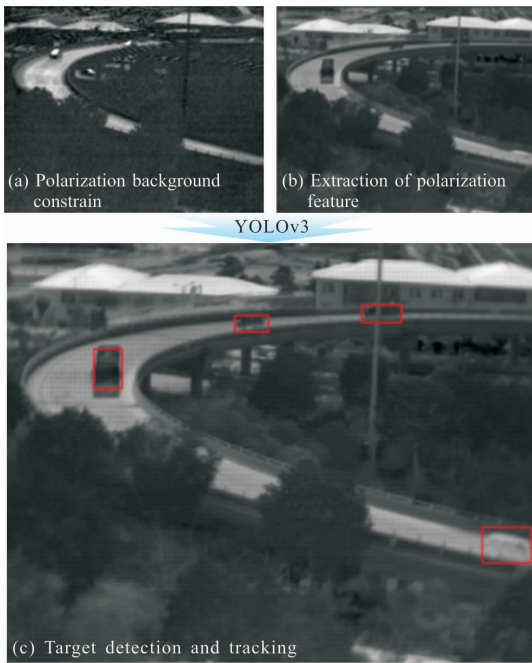 (a) Polarization background
constrain
(b) Extraction of polarization
feature
YOLOv3
(c) Target detection and tracking